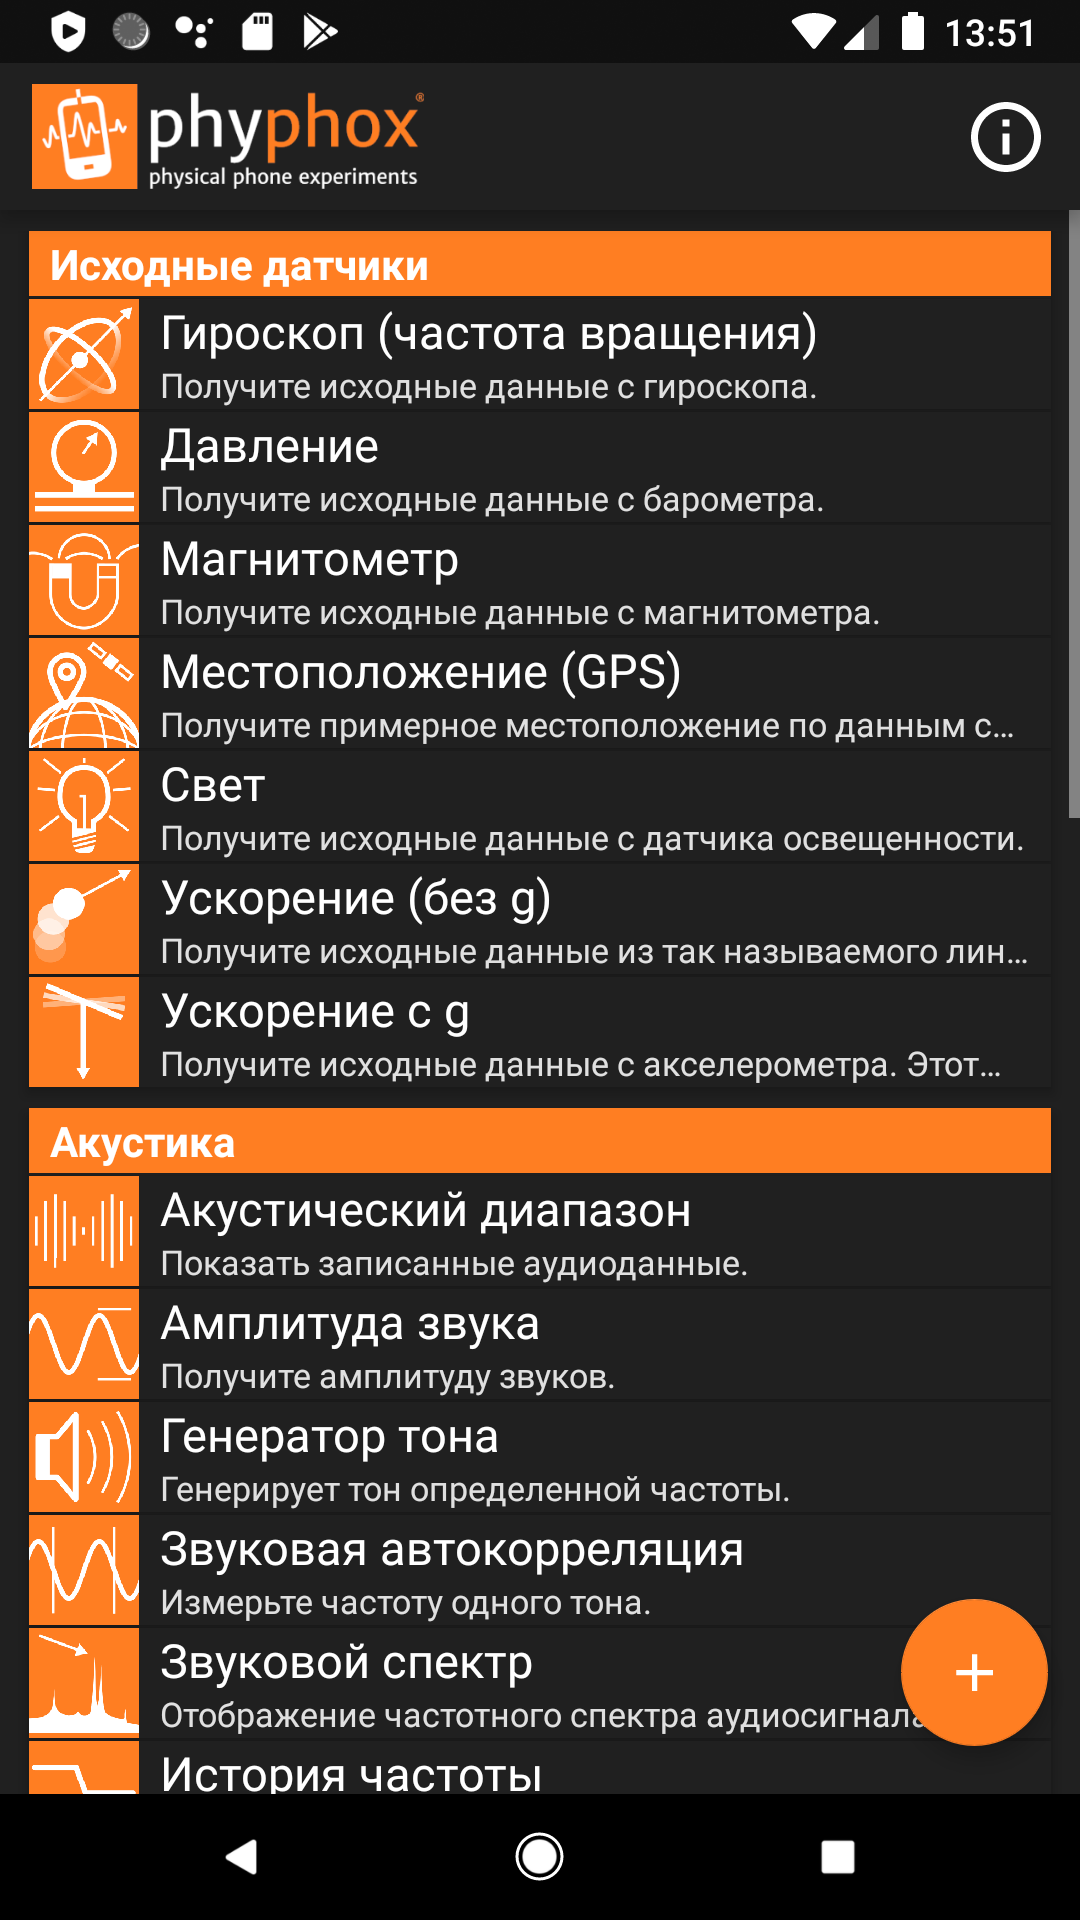 13:51
phyphox®
physical phone experiments
Исходные датчики
Гироскоп (частота вращения)
Получите исходные данные с гироскопа.
Давление
Получите исходные данные с барометра.
Магнитометр
Получите исходные данные с магнитометра.
Местоположение (GPS)
Получите примерное местоположение по данным с...
Свет
Получите исходные данные с датчика освещенности.
Ускорение (без g)
Получите исходные данные из так называемого лин...
Ускорение с g
Получите исходные данные с акселерометра. Этот...
Акустика
Акустический диапазон
Показать записанные аудиоданные.
Амплитуда звука
Получите амплитуду звуков.
Генератор тона
Генерирует тон определенной частоты.
Звуковая автокорреляция
Измерьте частоту одного тона.
Звуковой спектр
Отображение частотного спектра аудиосигнала
История частоты